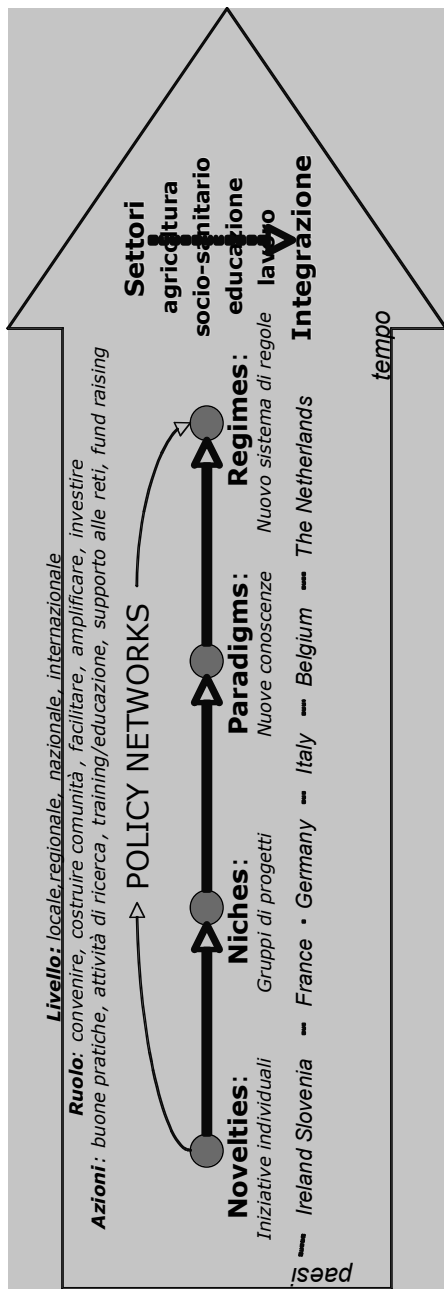 Livello: locale,regionale, nazionale, internazionale
Ruolo: convenire, costruire comunità, facilitare, amplificare, investire
Azioni: buone pratiche, attività di ricerca, training/educazione, supporto alle reti, fund raising
POLICY NETWORKS
Novelties:
Iniziative individuali
Niches:
Gruppi di progetti
Paradigms:
Nuove conoscenze
Regimes:
Nuovo sistema di regole
Settori
agricoltura
socio-sanitario
educazione
lavoro
Integrazione
Ireland Slovenia France • Germany Italy Belgium The Netherlands
paesi
tempo